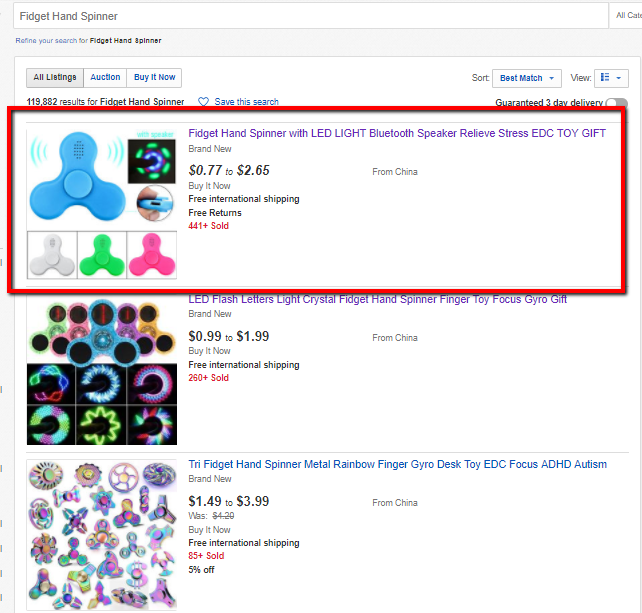 Fidget Hand Spinner
All Cate
Refine your search for Fidget Hand Spinner
All Listings Auction Buy It Now
Sort: Best Match View:
119,882 results for Fidget Hand Spinner Save this search
Guaranteed 3 day delivery
with speaker
Fidget Hand Spinner with LED LIGHT Bluetooth Speaker Relieve Stress EDC TOY GIFT
Brand New
$0.77 to $2.65 From China
Buy It Now
Free international shipping
Free Returns
441+ Sold
LED Flash Letters Light Crystal Fidget Hand Spinner Finger Toy Focus Gyro Gift
Brand New
$0.99 to $1.99 From China
Buy It Now
Free international shipping
260+ Sold
Tri Fidget Hand Spinner Metal Rainbow Finger Gyro Desk Toy EDC Focus ADHD Autism
Brand New
$1.49 to $3.99 From China
Was: $4.20
Buy It Now
Free international shipping
85+ Sold
5% off